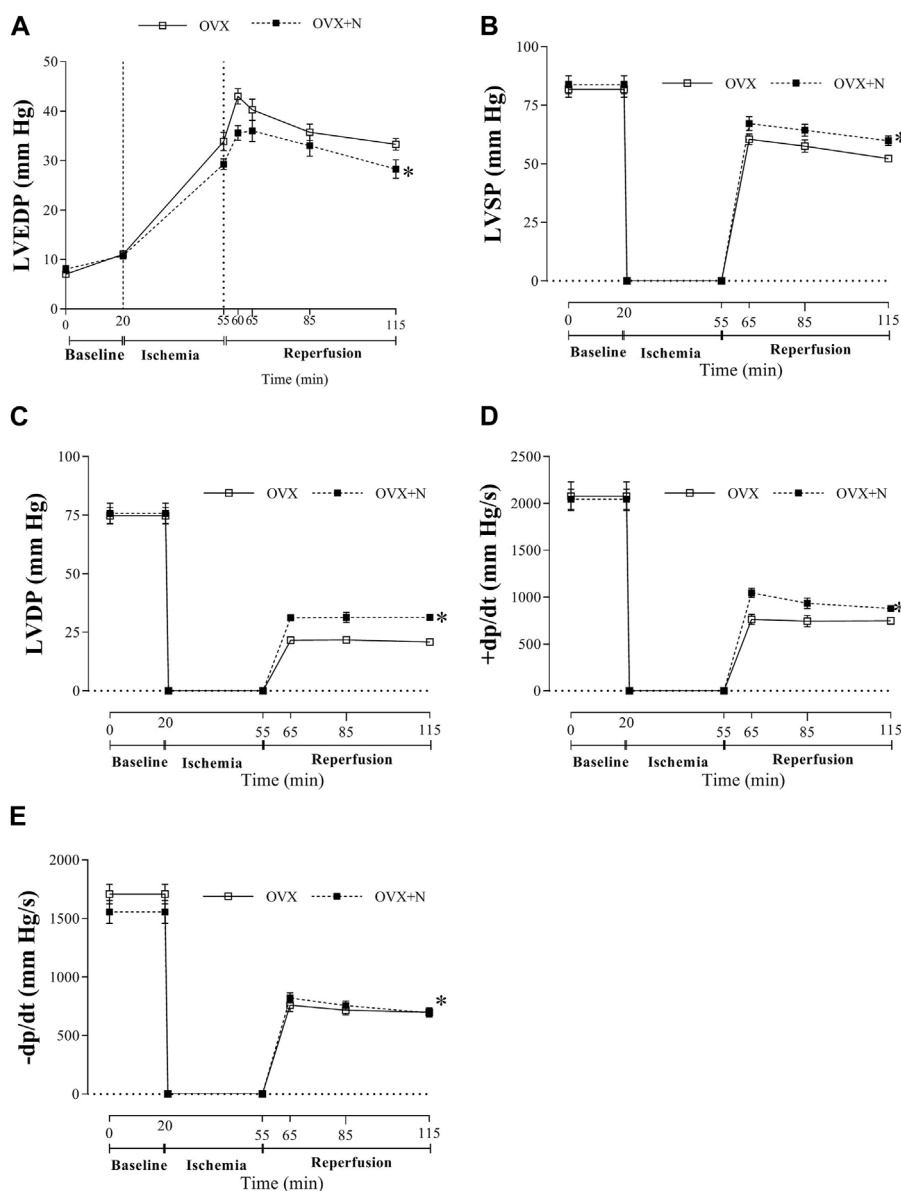 A
OVX
OVX+N
LVEDP (mm Hg)
50
40
30
20
10
0
*
0
20
55
60
65
85
115
Baseline
Ischemia
Reperfusion
Time (min)
B
LVSP (mm Hg)
100
75
50
25
0
OVX
OVX+N
*
0
20
55
65
85
115
Baseline
Ischemia
Reperfusion
Time (min)
C
LVDP (mm Hg)
100
75
50
25
0
OVX
OVX+N
*
0
20
55
65
85
115
Baseline
Ischemia
Reperfusion
Time (min)
D
+dp/dt (mm Hg/s)
2500
2000
1500
1000
500
0
OVX
OVX+N
*
0
20
55
65
85
115
Baseline
Ischemia
Reperfusion
Time (min)
E
-dp/dt (mm Hg/s)
2000
1500
1000
500
0
OVX
OVX+N
*
0
20
55
65
85
115
Baseline
Ischemia
Reperfusion
Time (min)